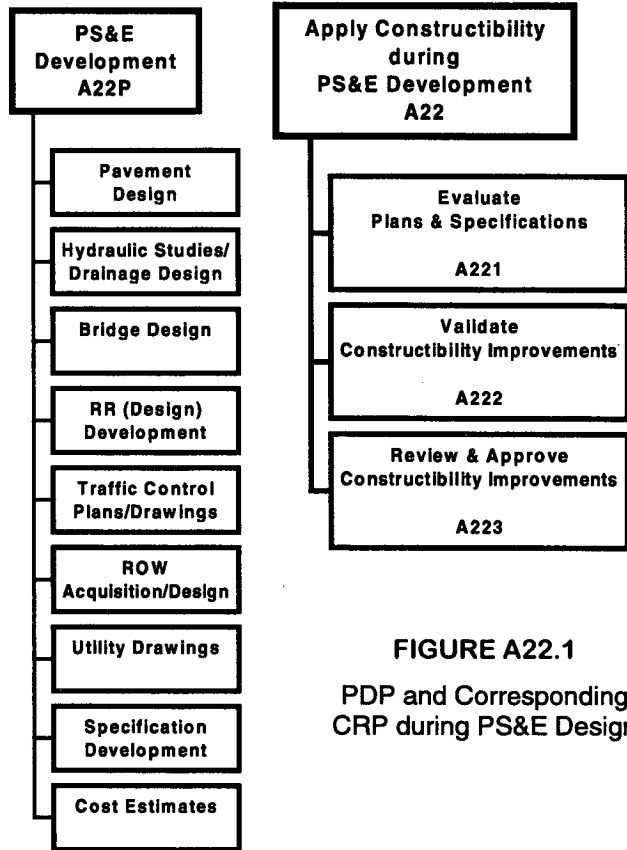 PS&E
Development
A22P
Pavement
Design
Hydraulic Studies/
Drainage Design
Bridge Design
RR (Design)
Development
Traffic Control
Plans/Drawings
ROW
Acquisition/Design
Utility Drawings
Specification
Development
Cost Estimates
Apply Constructibility
during
PS&E Development
A22
Evaluate
Plans & Specifications
A221
Validate
Constructibility Improvements
A222
Review & Approve
Constructibility Improvements
A223
FIGURE A22.1
PDP and Corresponding
CRP during PS&E Design